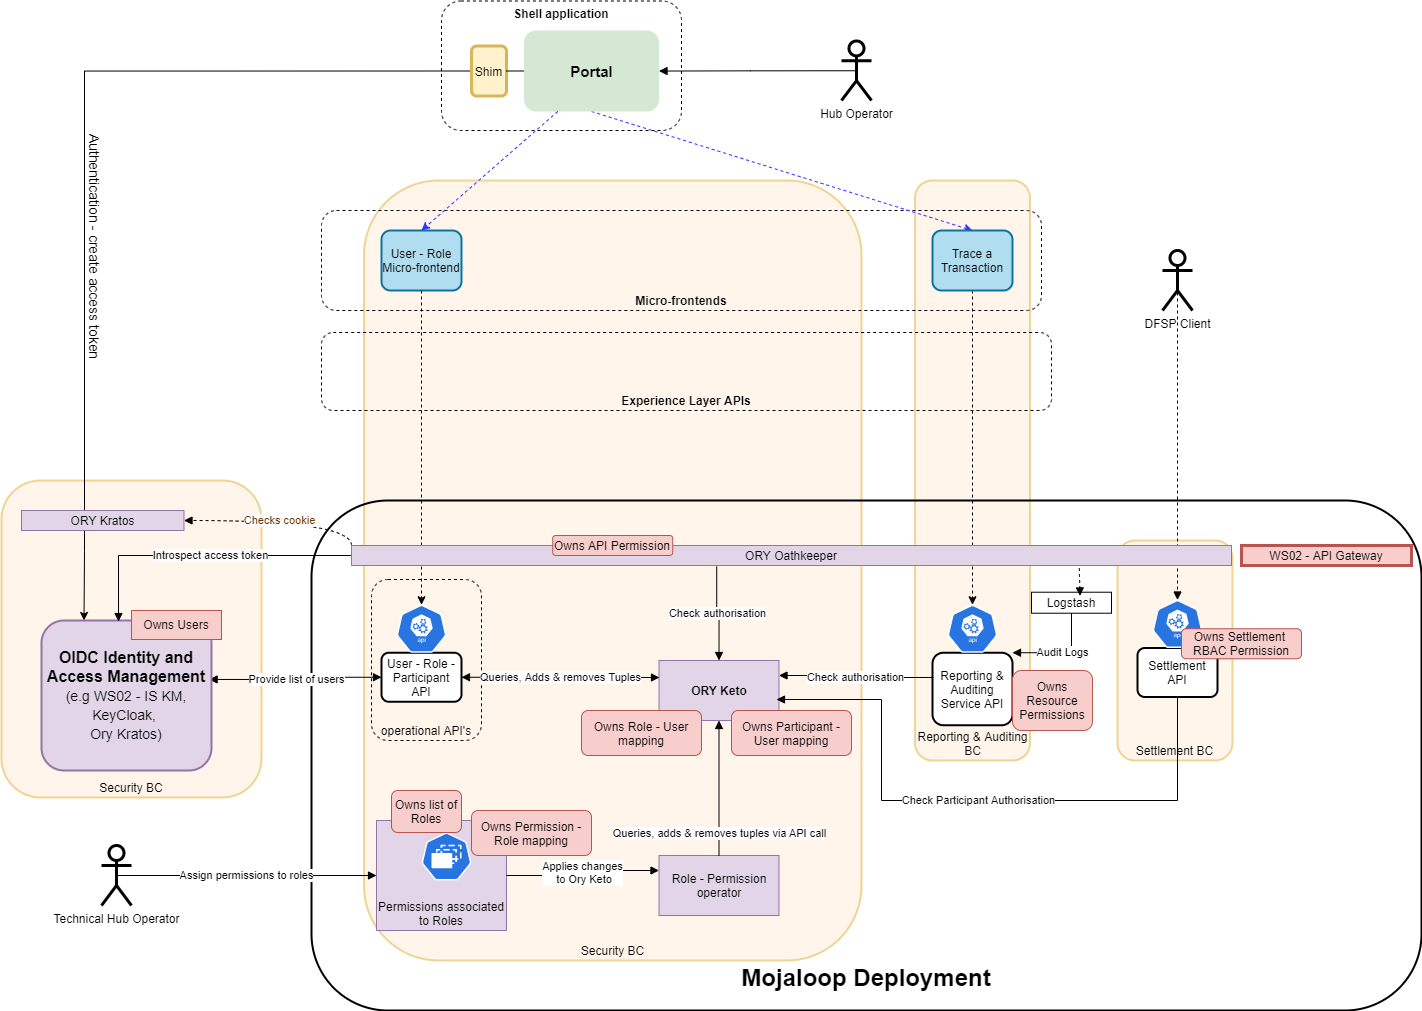 Shell application
Shim
Portal
Hub Operator
Authentication - create access token
User - Role
Micro-frontend
Trace a
Transaction
Micro-frontends
DFSP Client
Experience Layer APIs
ORY Kratos
Checks cookie
Owns API Permission
ORY Oathkeeper
WS02 - API Gateway
Introspect access token
Owns Users
OIDC Identity and
Access Management
(e.g WS02 - IS KM,
KeyCloak,
Ory Kratos)
Security BC
Provide list of users
api
User - Role -
Participant
API
operational API's
Queries, Adds & removes Tuples
Check authorisation
ORY Keto
Owns Role - User
mapping
Owns Participant -
User mapping
Check authorisation
api
Reporting &
Auditing
Service API
Reporting & Auditing
BC
Logstash
Audit Logs
Owns
Resource
Permissions
api
Owns Settlement
RBAC Permission
Settlement
API
Settlement BC
Check Participant Authorisation
Owns list of
Roles
Owns Permission -
Role mapping
Permissions associated
to Roles
Queries, adds & removes tuples via API call
Applies changes
to Ory Keto
Role - Permission
operator
Assign permissions to roles
Technical Hub Operator
Security BC
Mojaloop Deployment